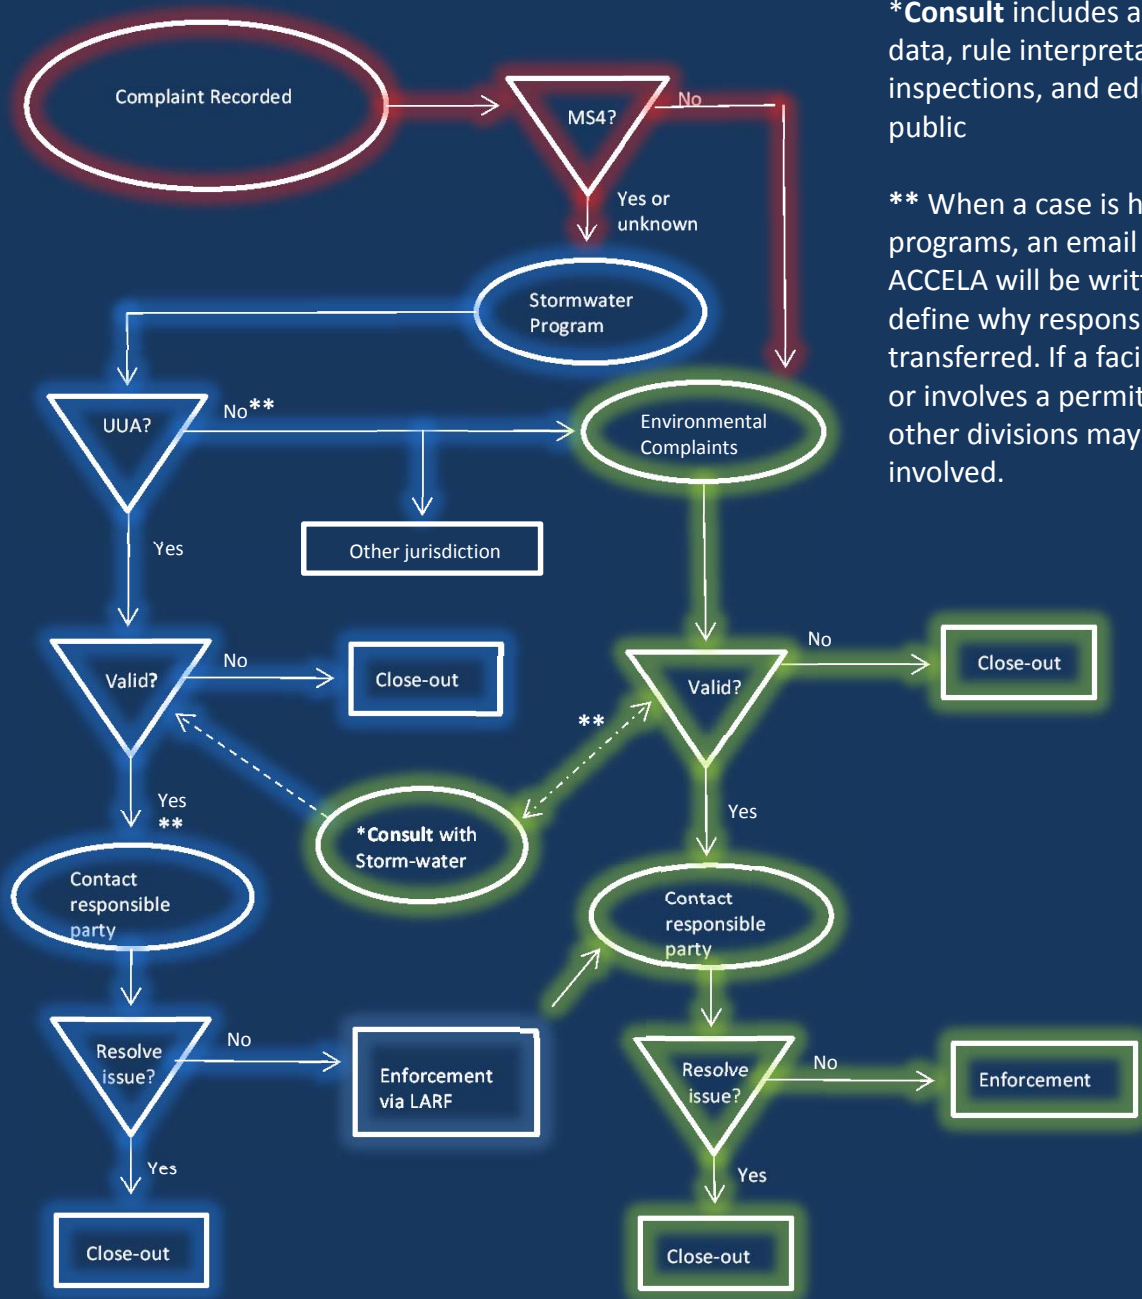 *Consult includes a
data, rule interpreta
inspections, and edu
public
** When a case is h
programs, an email
ACCELA will be writt
define why respons
transferred. If a faci
or involves a permit
other divisions may
involved.
Complaint Recorded
MS4?
No
Yes or
unknown
Stormwater
Program
UUA?
No**
Environmental
Complaints
Yes
Other jurisdiction
Valid?
No
Close-out
Valid?
No
Close-out
**
Yes
**
*Consult with
Storm-water
Yes
Contact
responsible
party
Contact
responsible
party
Resolve
issue?
No
Enforcement
via LARF
Resolve
issue?
No
Enforcement
Yes
Close-out
Yes
Close-out